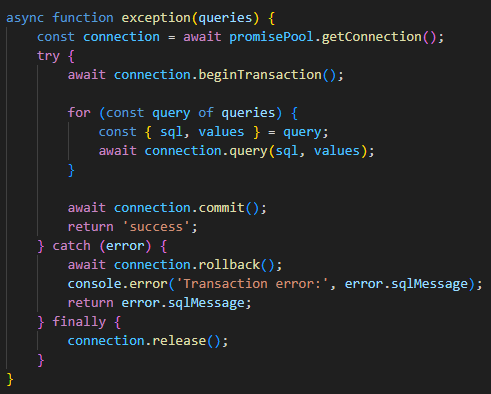 async function exception(queries) {
    const connection = await promisePool.getConnection();
    try {
        await connection.beginTransaction();

        for (const query of queries) {
            const { sql, values } = query;
            await connection.query(sql, values);
        }

        await connection.commit();
        return 'success';
    } catch (error) {
        await connection.rollback();
        console.error('Transaction error:', error.sqlMessage);
        return error.sqlMessage;
    } finally {
        connection.release();
    }
}